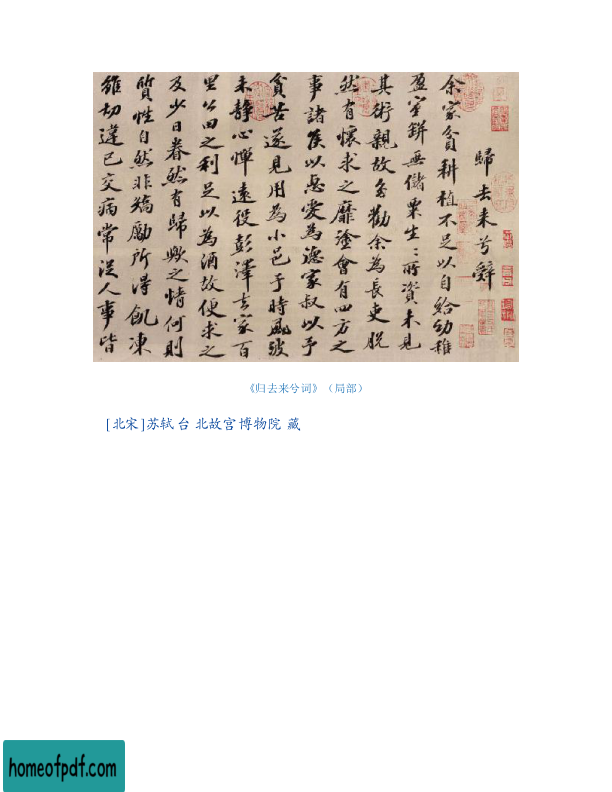 歸去来兮辞
余家貧耕植不足以自給幼稚
盈室缾無儲粟生〻所資未見
其術親故多勸余為長吏脱
然有懷求之靡途會有四方之
事諸侯以惠愛為德家叔以予
貧苦遂見用為小邑于時風波
未静心憚遠役彭澤去家百
里公田之利足以為酒故便求之
及少日眷然有歸歟之情何則
質性自然非矯勵所得飢凍
雖切違已交病常從人事皆
《归去来兮词》（局部）
[北宋]苏轼 台 北故宫博物院 藏
homeofpdf.com